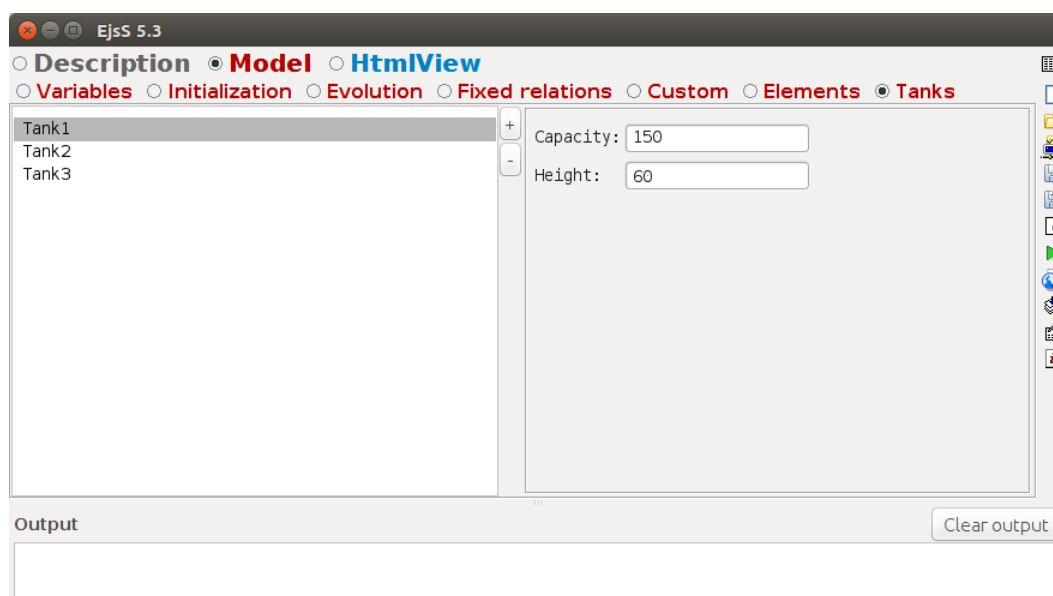 EjsS 5.3
Description Model HtmlView
Variables Initialization Evolution Fixed relations Custom Elements Tanks
Tank1
Tank2
Tank3
+
-
Capacity: 150
Height: 60
Output
Clear output